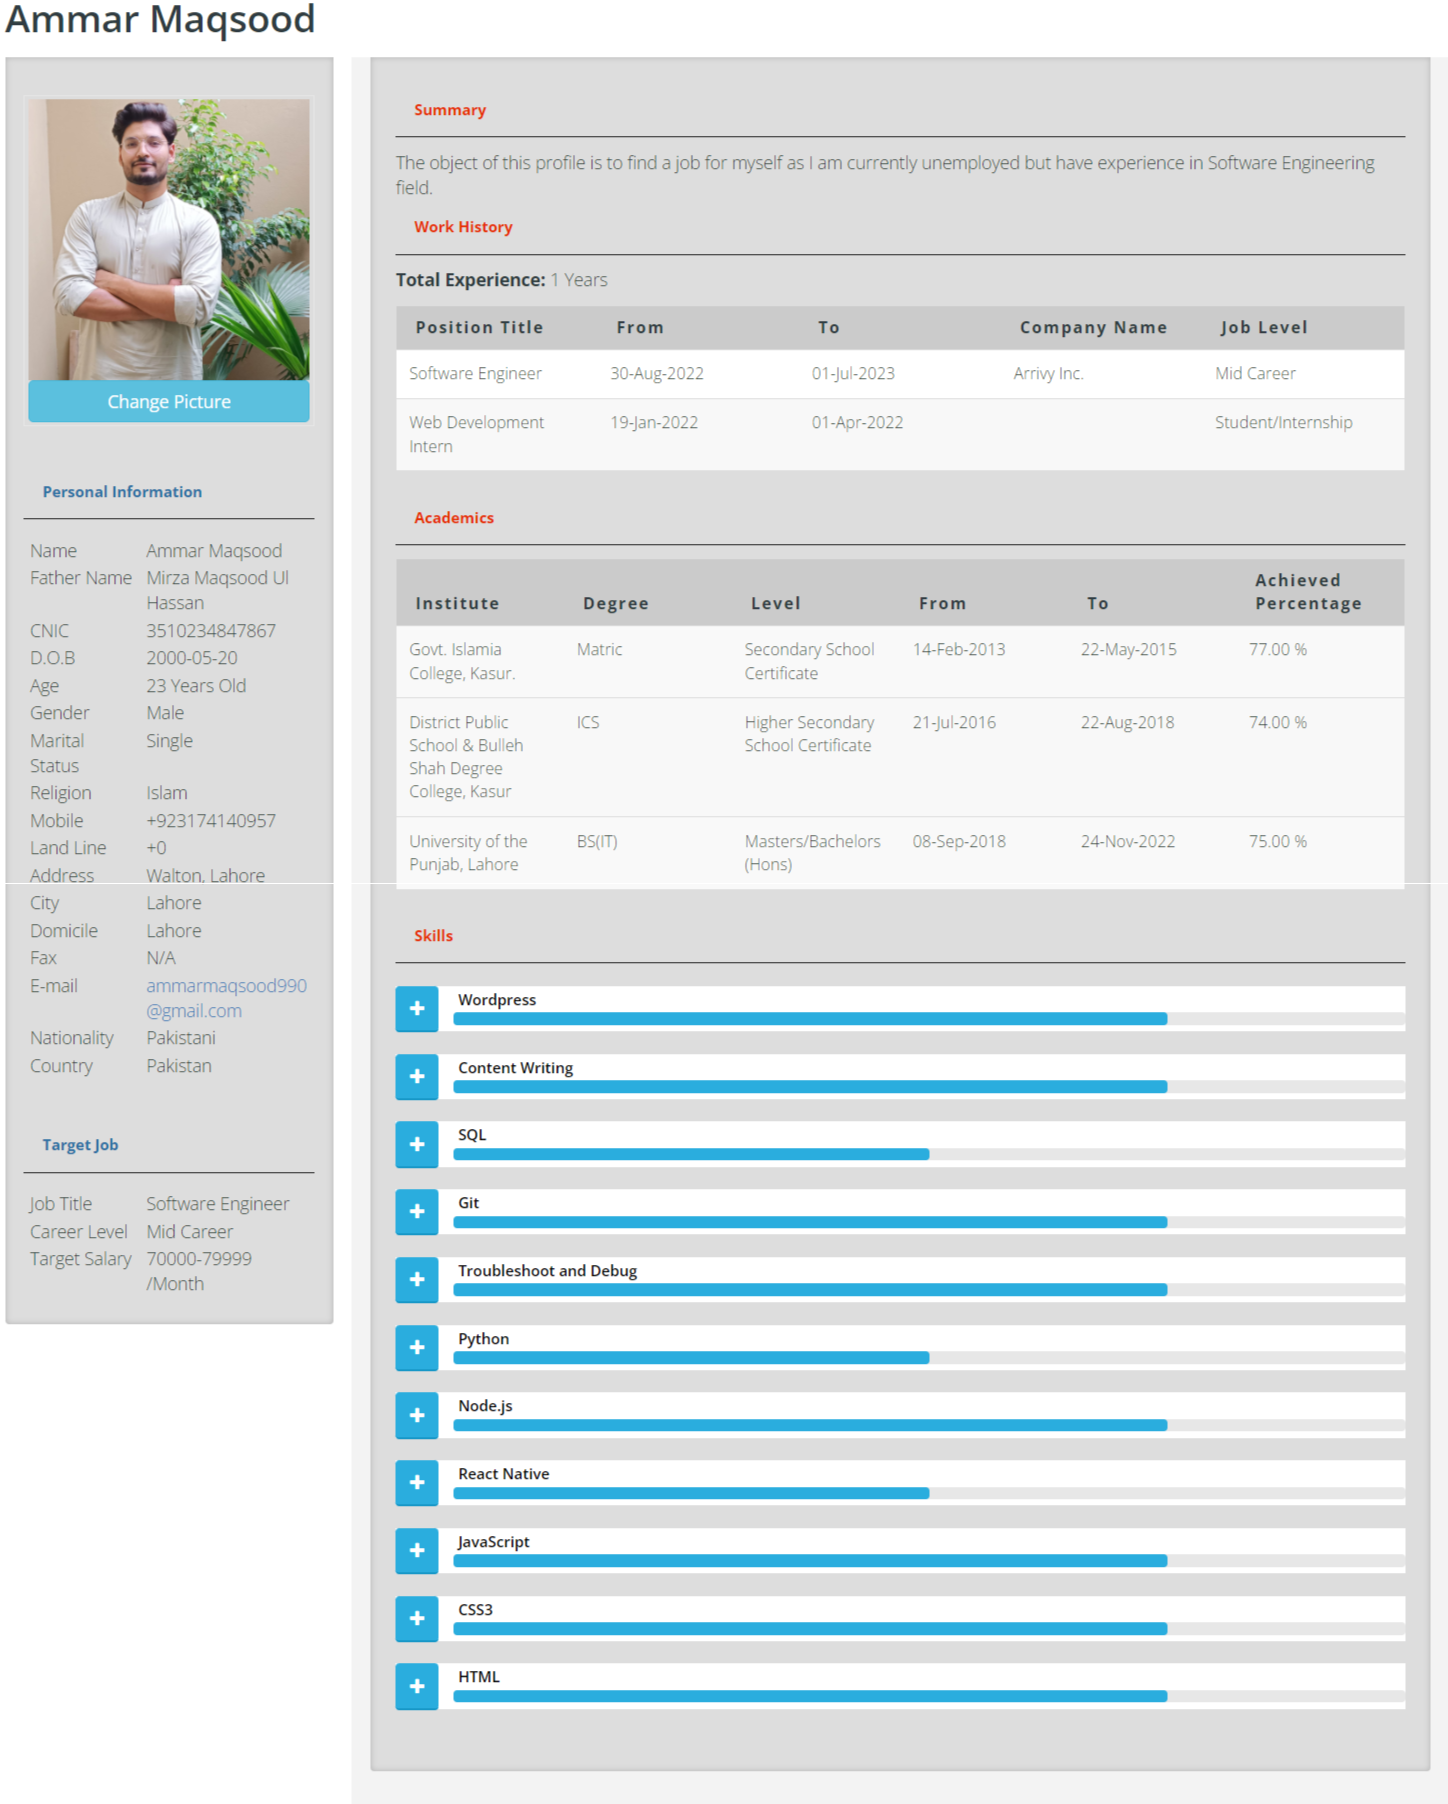 Ammar Maqsood
Change Picture
Personal Information
Name Ammar Maqsood
Father Name Mirza Maqsood Ul
Hassan
CNIC 3510234847867
D.O.B 2000-05-20
Age 23 Years Old
Gender Male
Marital Single
Status
Religion Islam
Mobile +923174140957
Land Line +0
Address Walton, Lahore
City Lahore
Domicile Lahore
Fax N/A
E-mail ammarmaqsood990
@gmail.com
Nationality Pakistani
Country Pakistan
Target Job
Job Title Software Engineer
Career Level Mid Career
Target Salary 70000-79999
/Month
Summary
The object of this profile is to find a job for myself as I am currently unemployed but have experience in Software Engineering
field.
Work History
Total Experience: 1 Years
Position Title From To Company Name Job Level
Software Engineer 30-Aug-2022 01-Jul-2023 Arrivy Inc. Mid Career
Web Development 19-Jan-2022 01-Apr-2022 Student/Internship
Intern
Academics
Achieved
Institute Degree Level From To Percentage
Govt. Islamia Matric Secondary School 14-Feb-2013 22-May-2015 77.00 %
College, Kasur. Certificate
District Public ICS Higher Secondary 21-Jul-2016 22-Aug-2018 74.00 %
School & Bulleh School Certificate
Shah Degree
College, Kasur
University of the BS(IT) Masters/Bachelors 08-Sep-2018 24-Nov-2022 75.00 %
Punjab, Lahore (Hons)
Skills
Wordpress
Content Writing
SQL
Git
Troubleshoot and Debug
Python
Node.js
React Native
JavaScript
CSS3
HTML